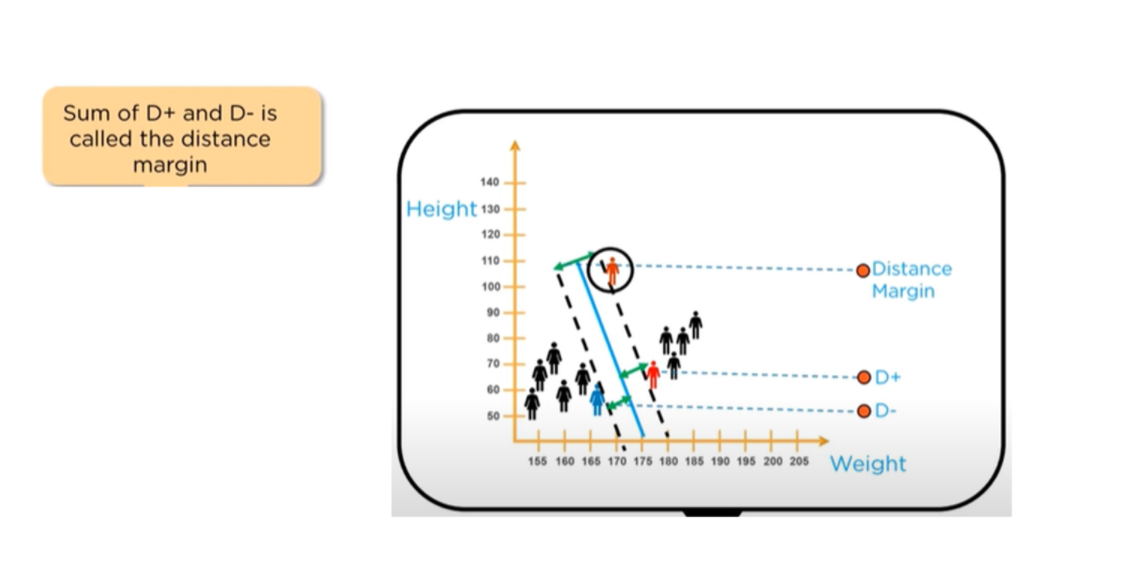 Sum of D+ and D- is
called the distance
margin
140
Height 130
120
110
100
90
80
70
60
50
155 160 165 170 175 180 185 190 195 200 205
Weight
Distance
Margin
D+
D-